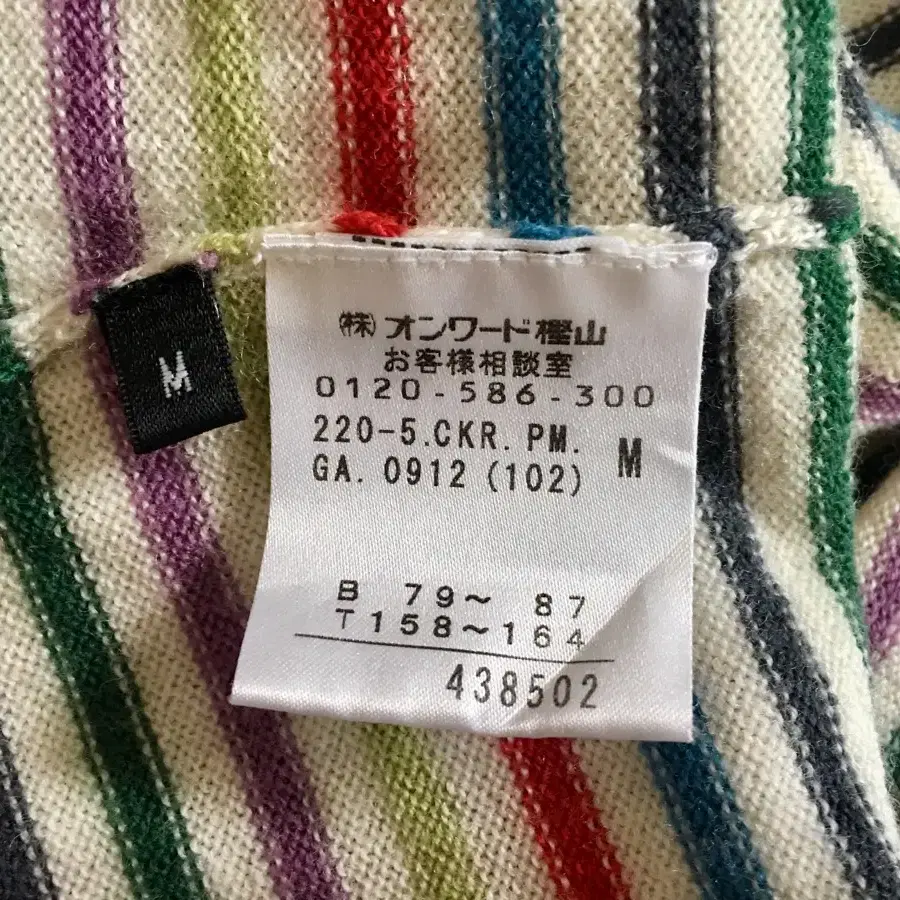 ㈱オンワード樫山
お客様相談室
0120-586-300
220-5.CKR. PM.
GA. 0912 (102)
M
B 79～ 87
T 158～164
438502
M